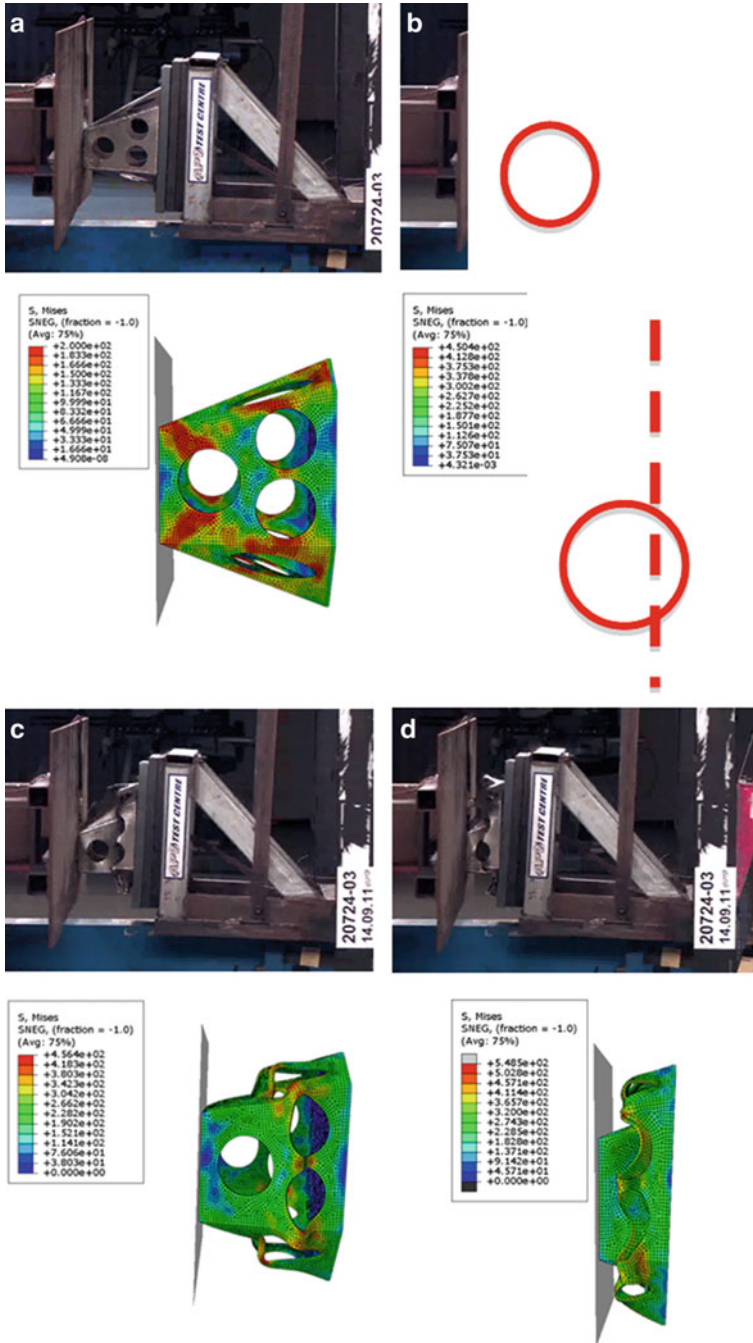 a
b
TEST CENTRE
20724-03
S, Mises
SNEG, (fraction = -1.0)
(Avg: 75%)
+2.000e+02
+1.833e+02
+1.666e+02
+1.500e+02
+1.333e+02
+1.167e+02
+9.999e+01
+8.332e+01
+6.666e+01
+4.999e+01
+3.333e+01
+1.666e+01
+4.908e-08
S, Mises
SNEG, (fraction = -1.0)
(Avg: 75%)
+4.504e+02
+4.128e+02
+3.753e+02
+3.378e+02
+3.002e+02
+2.627e+02
+2.252e+02
+1.877e+02
+1.501e+02
+1.126e+02
+7.507e+01
+3.753e+01
+4.321e-03
c
d
TEST CENTRE
20724-03
14.09.11
TEST CENTRE
20724-03
14.09.11
S, Mises
SNEG, (fraction = -1.0)
(Avg: 75%)
+4.564e+02
+4.183e+02
+3.803e+02
+3.423e+02
+3.042e+02
+2.662e+02
+2.282e+02
+1.902e+02
+1.521e+02
+1.141e+02
+7.606e+01
+3.803e+01
+0.000e+00
S, Mises
SNEG, (fraction = -1.0)
(Avg: 75%)
+5.485e+02
+5.028e+02
+4.571e+02
+4.114e+02
+3.657e+02
+3.200e+02
+2.743e+02
+2.285e+02
+1.828e+02
+1.371e+02
+9.142e+01
+4.571e+01
+0.000e+00